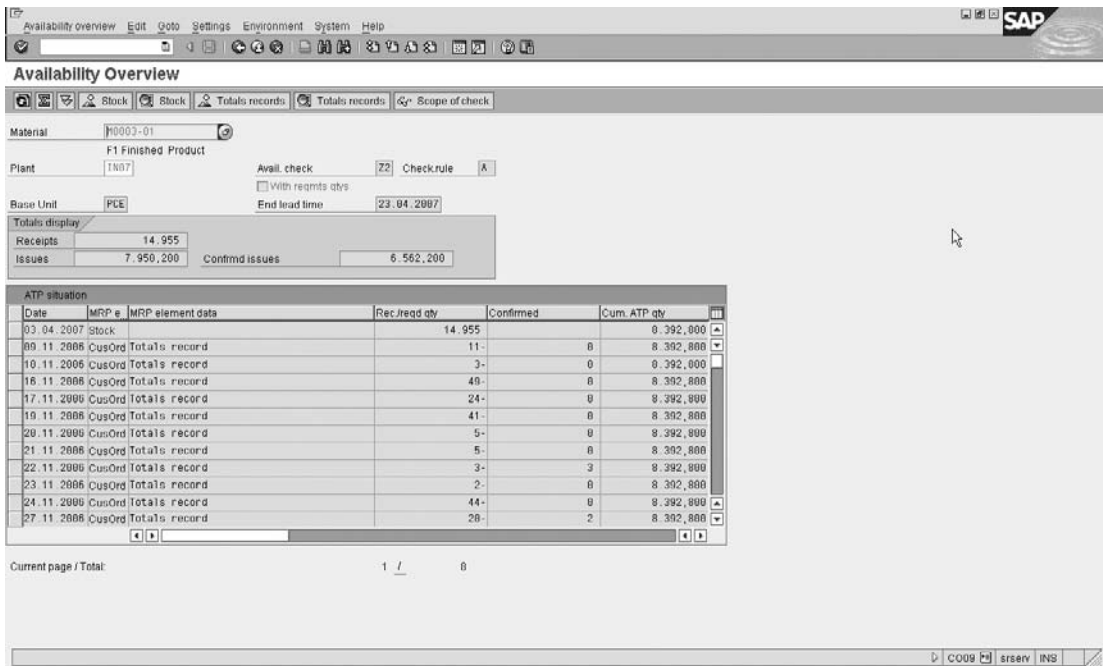 Availability overview Edit Goto Settings Environment System Help
SAP
Availability Overview
Stock Stock Totals records Totals records Scope of check
Material M0003-01
F1 Finished Product
Plant IN07 Avail. check Z2 Check.rule A
With reqmts qtys
Base Unit PCE End lead time 23.04.2007
Totals display
Receipts 14.955
Issues 7.950,200 Confrmd issues 6.562,200
ATP situation
Date MRP e MRP element data Rec./reqd qty Confirmed Cum. ATP qty
03.04.2007 Stock 14.955 8.392,800
09.11.2006 CusOrd Totals record 11- 0 8.392,800
10.11.2006 CusOrd Totals record 3- 0 8.392,800
16.11.2006 CusOrd Totals record 49- 0 8.392,800
17.11.2006 CusOrd Totals record 24- 0 8.392,800
19.11.2006 CusOrd Totals record 41- 0 8.392,800
20.11.2006 CusOrd Totals record 5- 0 8.392,800
21.11.2006 CusOrd Totals record 5- 0 8.392,800
22.11.2006 CusOrd Totals record 3- 3 8.392,800
23.11.2006 CusOrd Totals record 2- 0 8.392,800
24.11.2006 CusOrd Totals record 44- 0 8.392,800
27.11.2006 CusOrd Totals record 28- 2 8.392,800
Current page / Total: 1 / 8
CO09 srserv INS